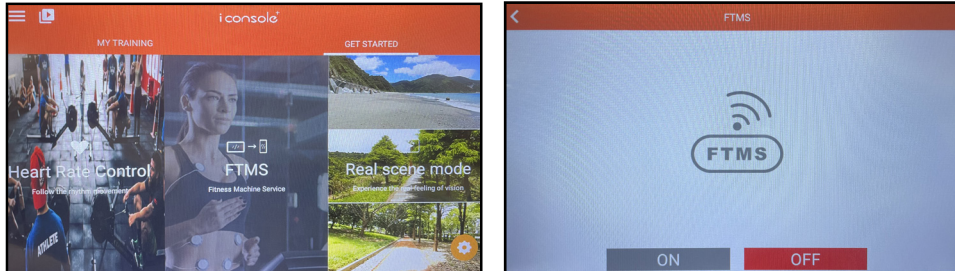 iconsole+
MY TRAINING
GET STARTED
Heart Rate Control
Follow the rhythm movement
FTMS
Fitness Machine Service
Real scene mode
Experience the real feeling of vision
ATHLETE
FTMS
FTMS
ON
OFF